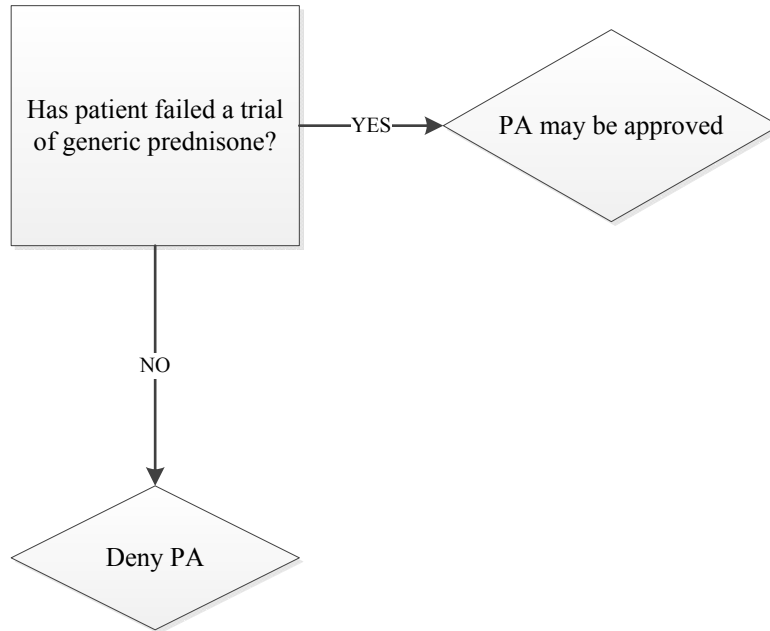 Has patient failed a trial
of generic prednisone?
YES
PA may be approved
NO
Deny PA